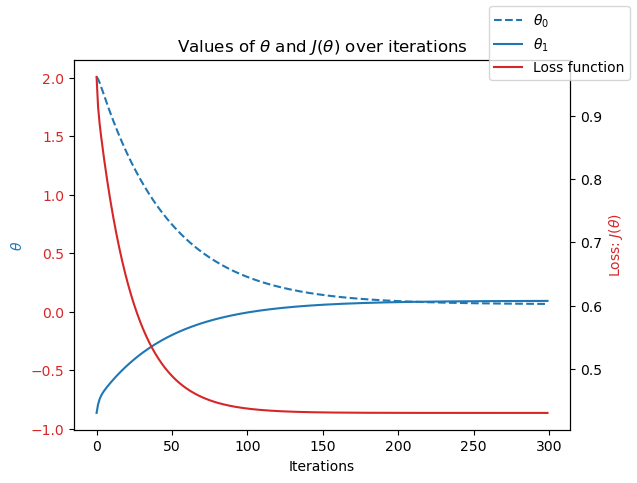 θ₀
θ₁
Loss function
Values of θ and J(θ) over iterations
2.0
1.5
1.0
0.5
0.0
−0.5
−1.0
θ
0.9
0.8
0.7
0.6
0.5
Loss: J(θ)
0 50 100 150 200 250 300
Iterations